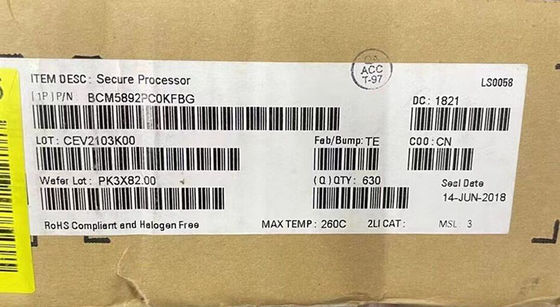 QA
ACC
T-97
ITEM DESC: Secure Processor
LS0058
(1P)P/N BCM5892PC0KFBG
DC: 1821
LOT: CEV2103K00
Fab/Bump: TE
COO: CN
Wafer Lot: PK3X82.00
(Q)QTY: 630
Seal Date
14-JUN-2018
RoHS Compliant and Halogen Free
MAX TEMP: 260C
2LI CAT:
MSL: 3